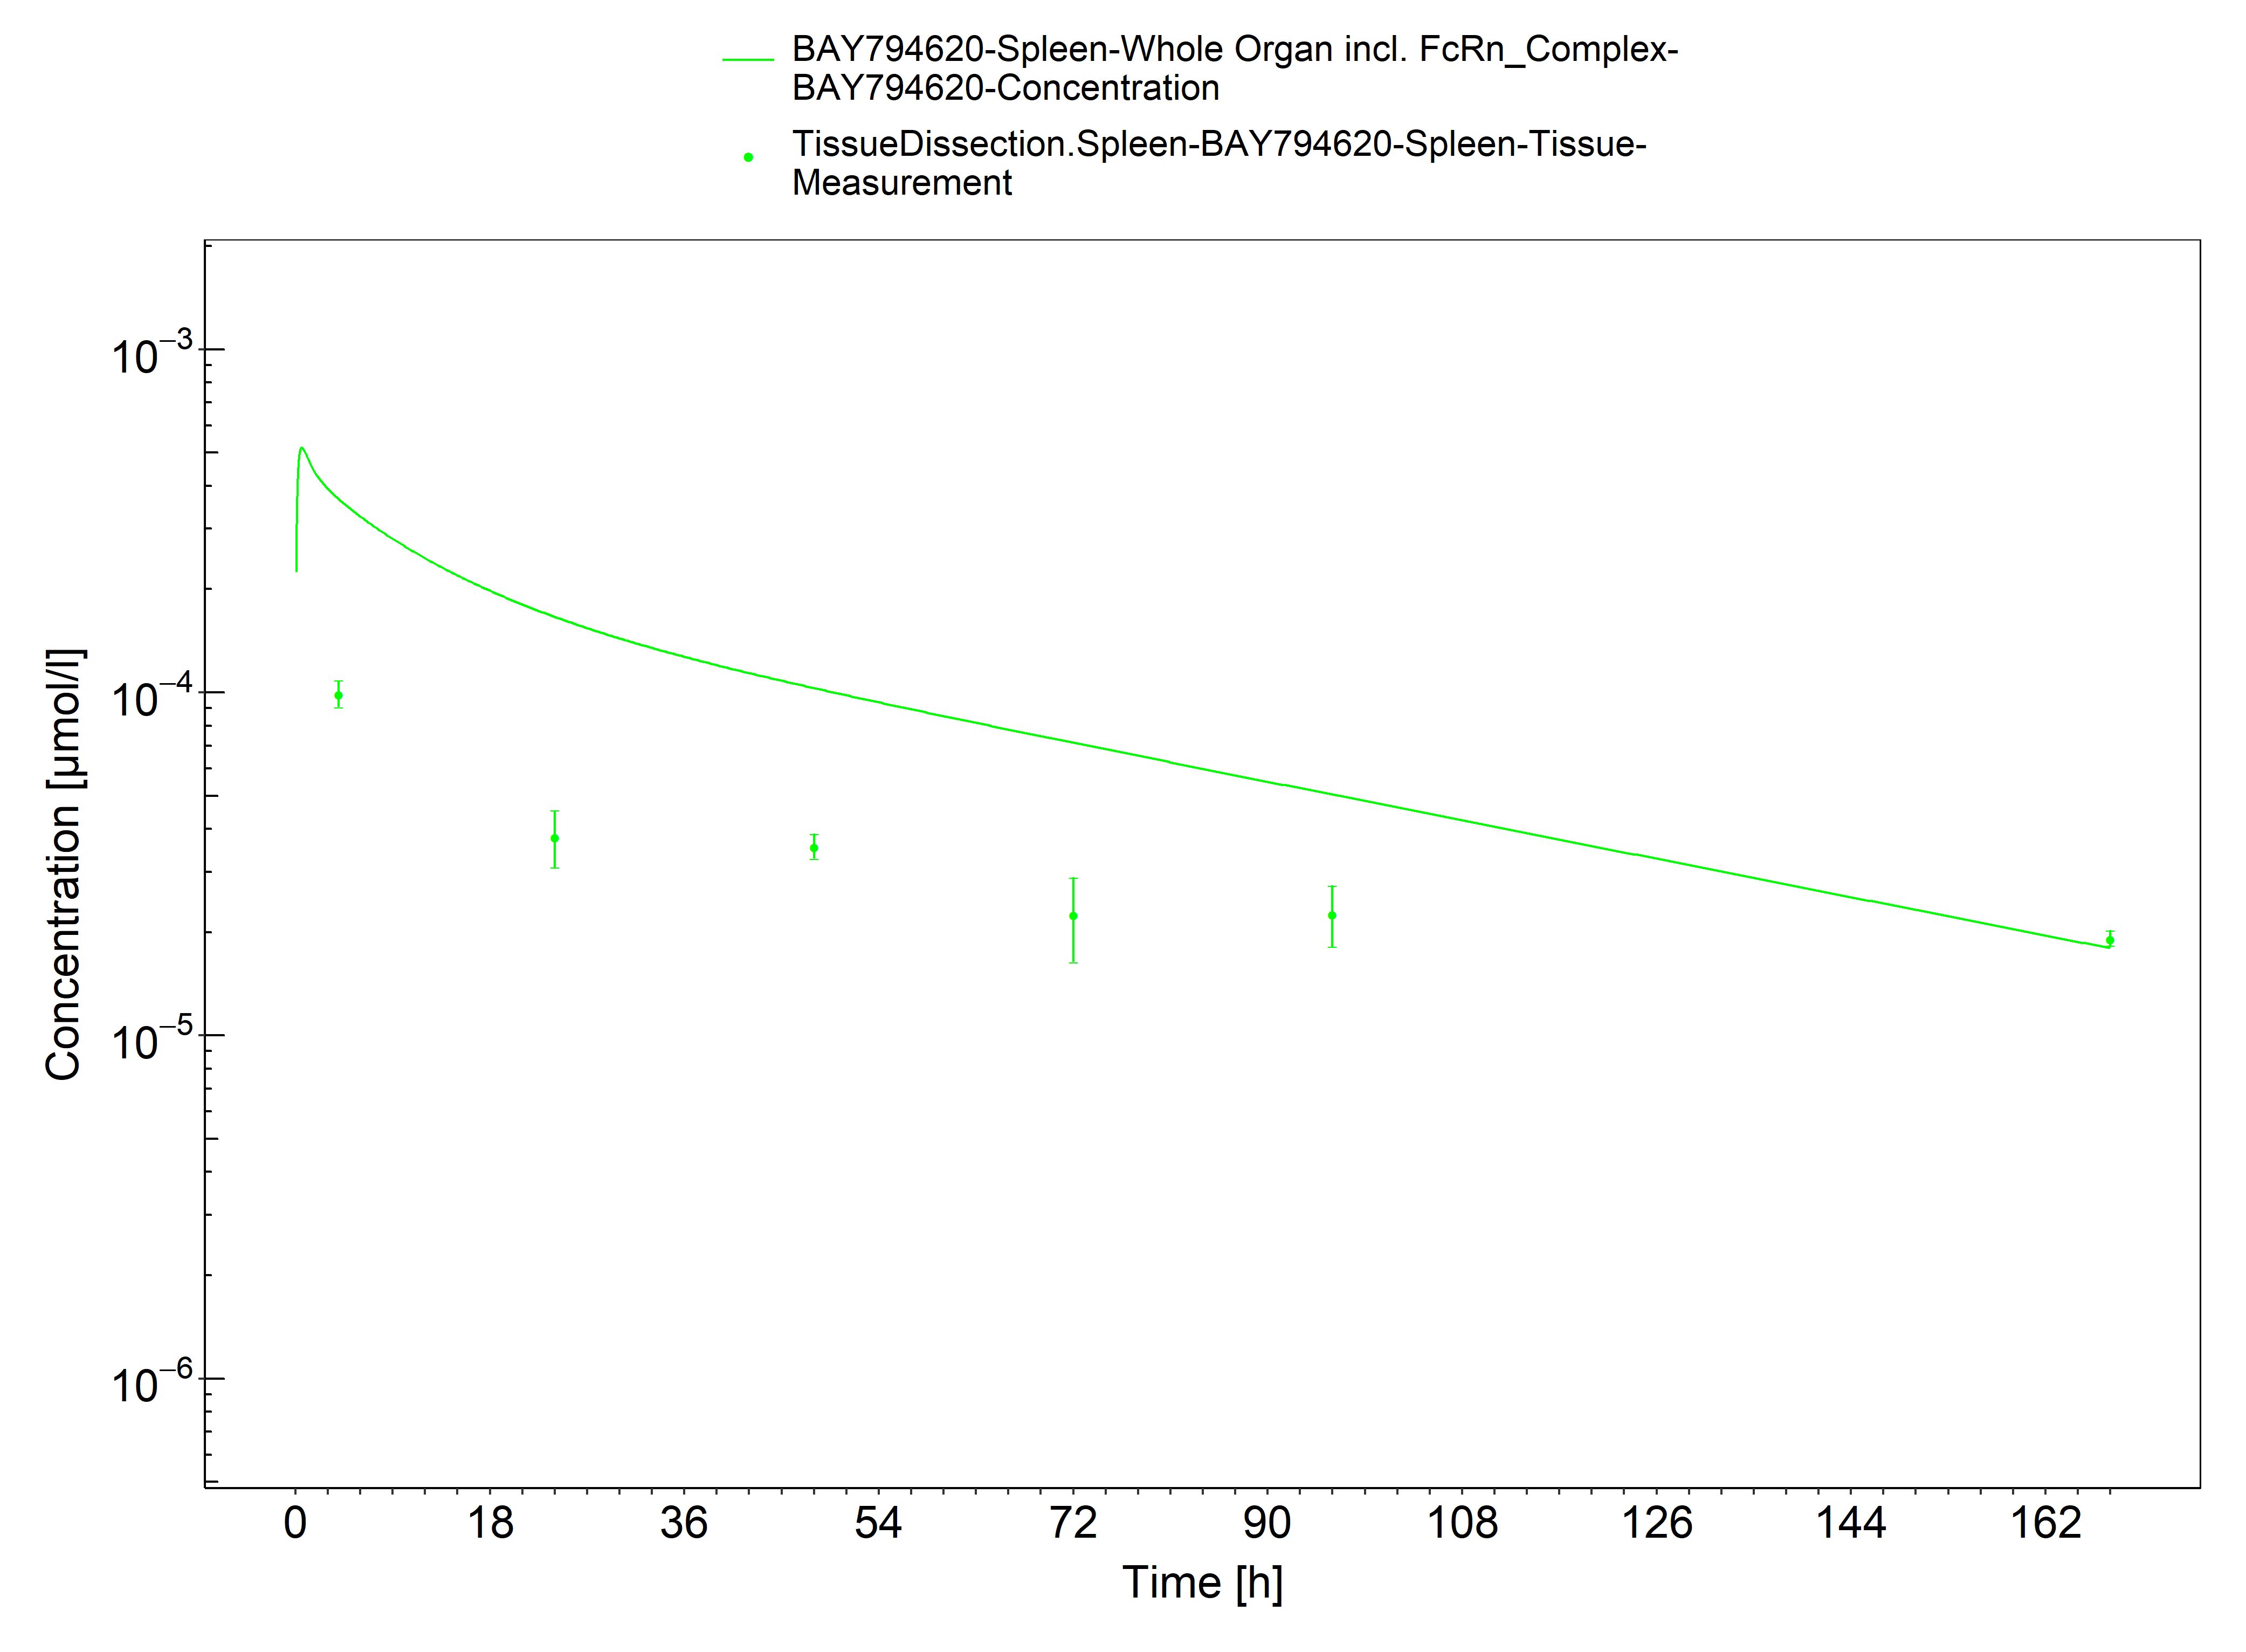 BAY794620-Spleen-Whole Organ incl. FcRn_Complex-
BAY794620-Concentration
TissueDissection.Spleen-BAY794620-Spleen-Tissue-
Measurement
Concentration [µmol/l]
10⁻³
10⁻⁴
10⁻⁵
10⁻⁶
0 18 36 54 72 90 108 126 144 162
Time [h]